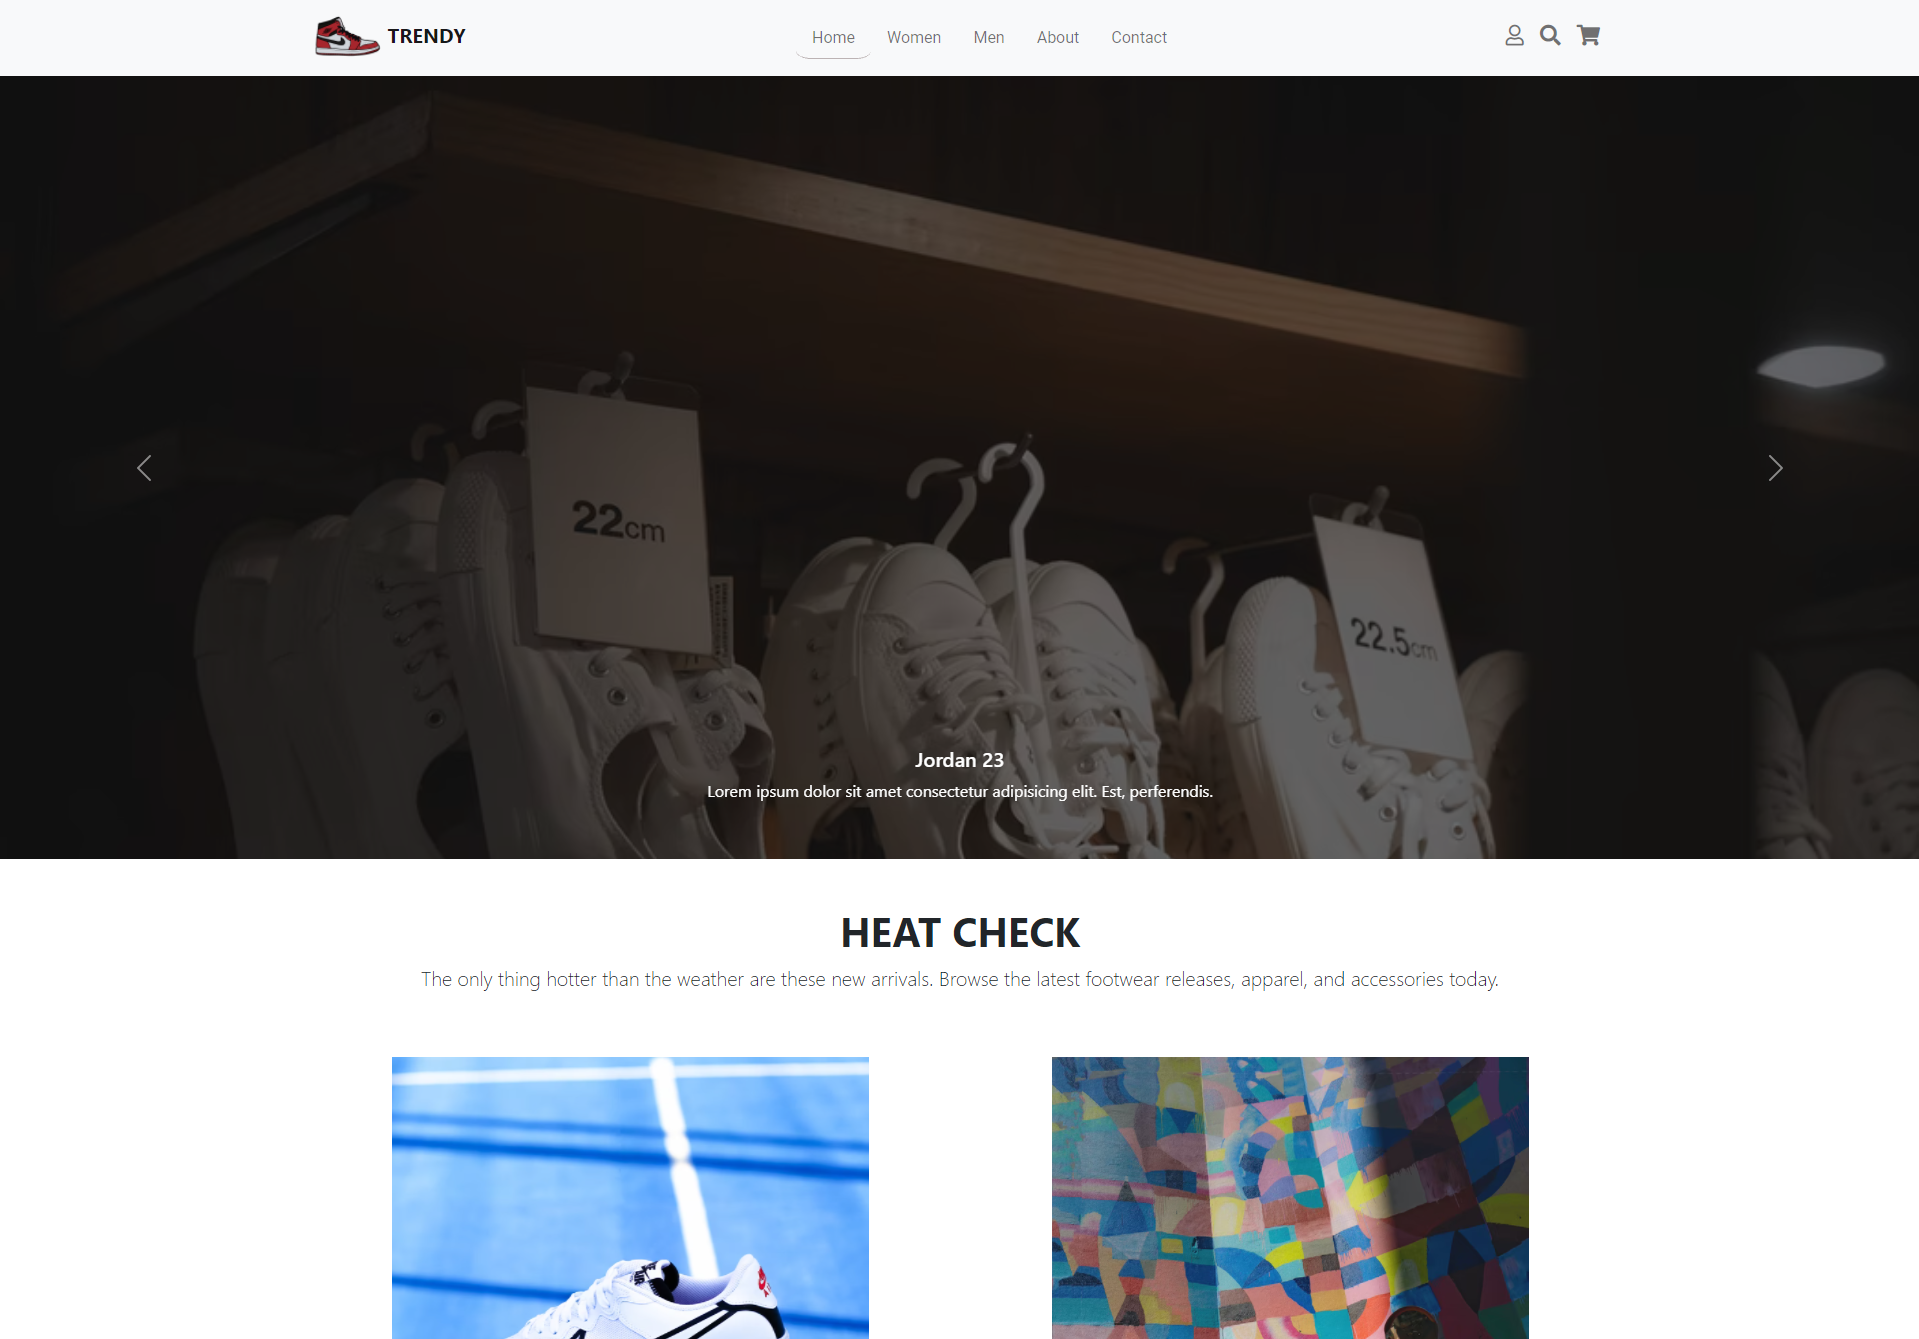 TRENDY
Home Women Men About Contact
22cm
22.5cm
Jordan 23
Lorem ipsum dolor sit amet consectetur adipisicing elit. Est, perferendis.
HEAT CHECK
The only thing hotter than the weather are these new arrivals. Browse the latest footwear releases, apparel, and accessories today.